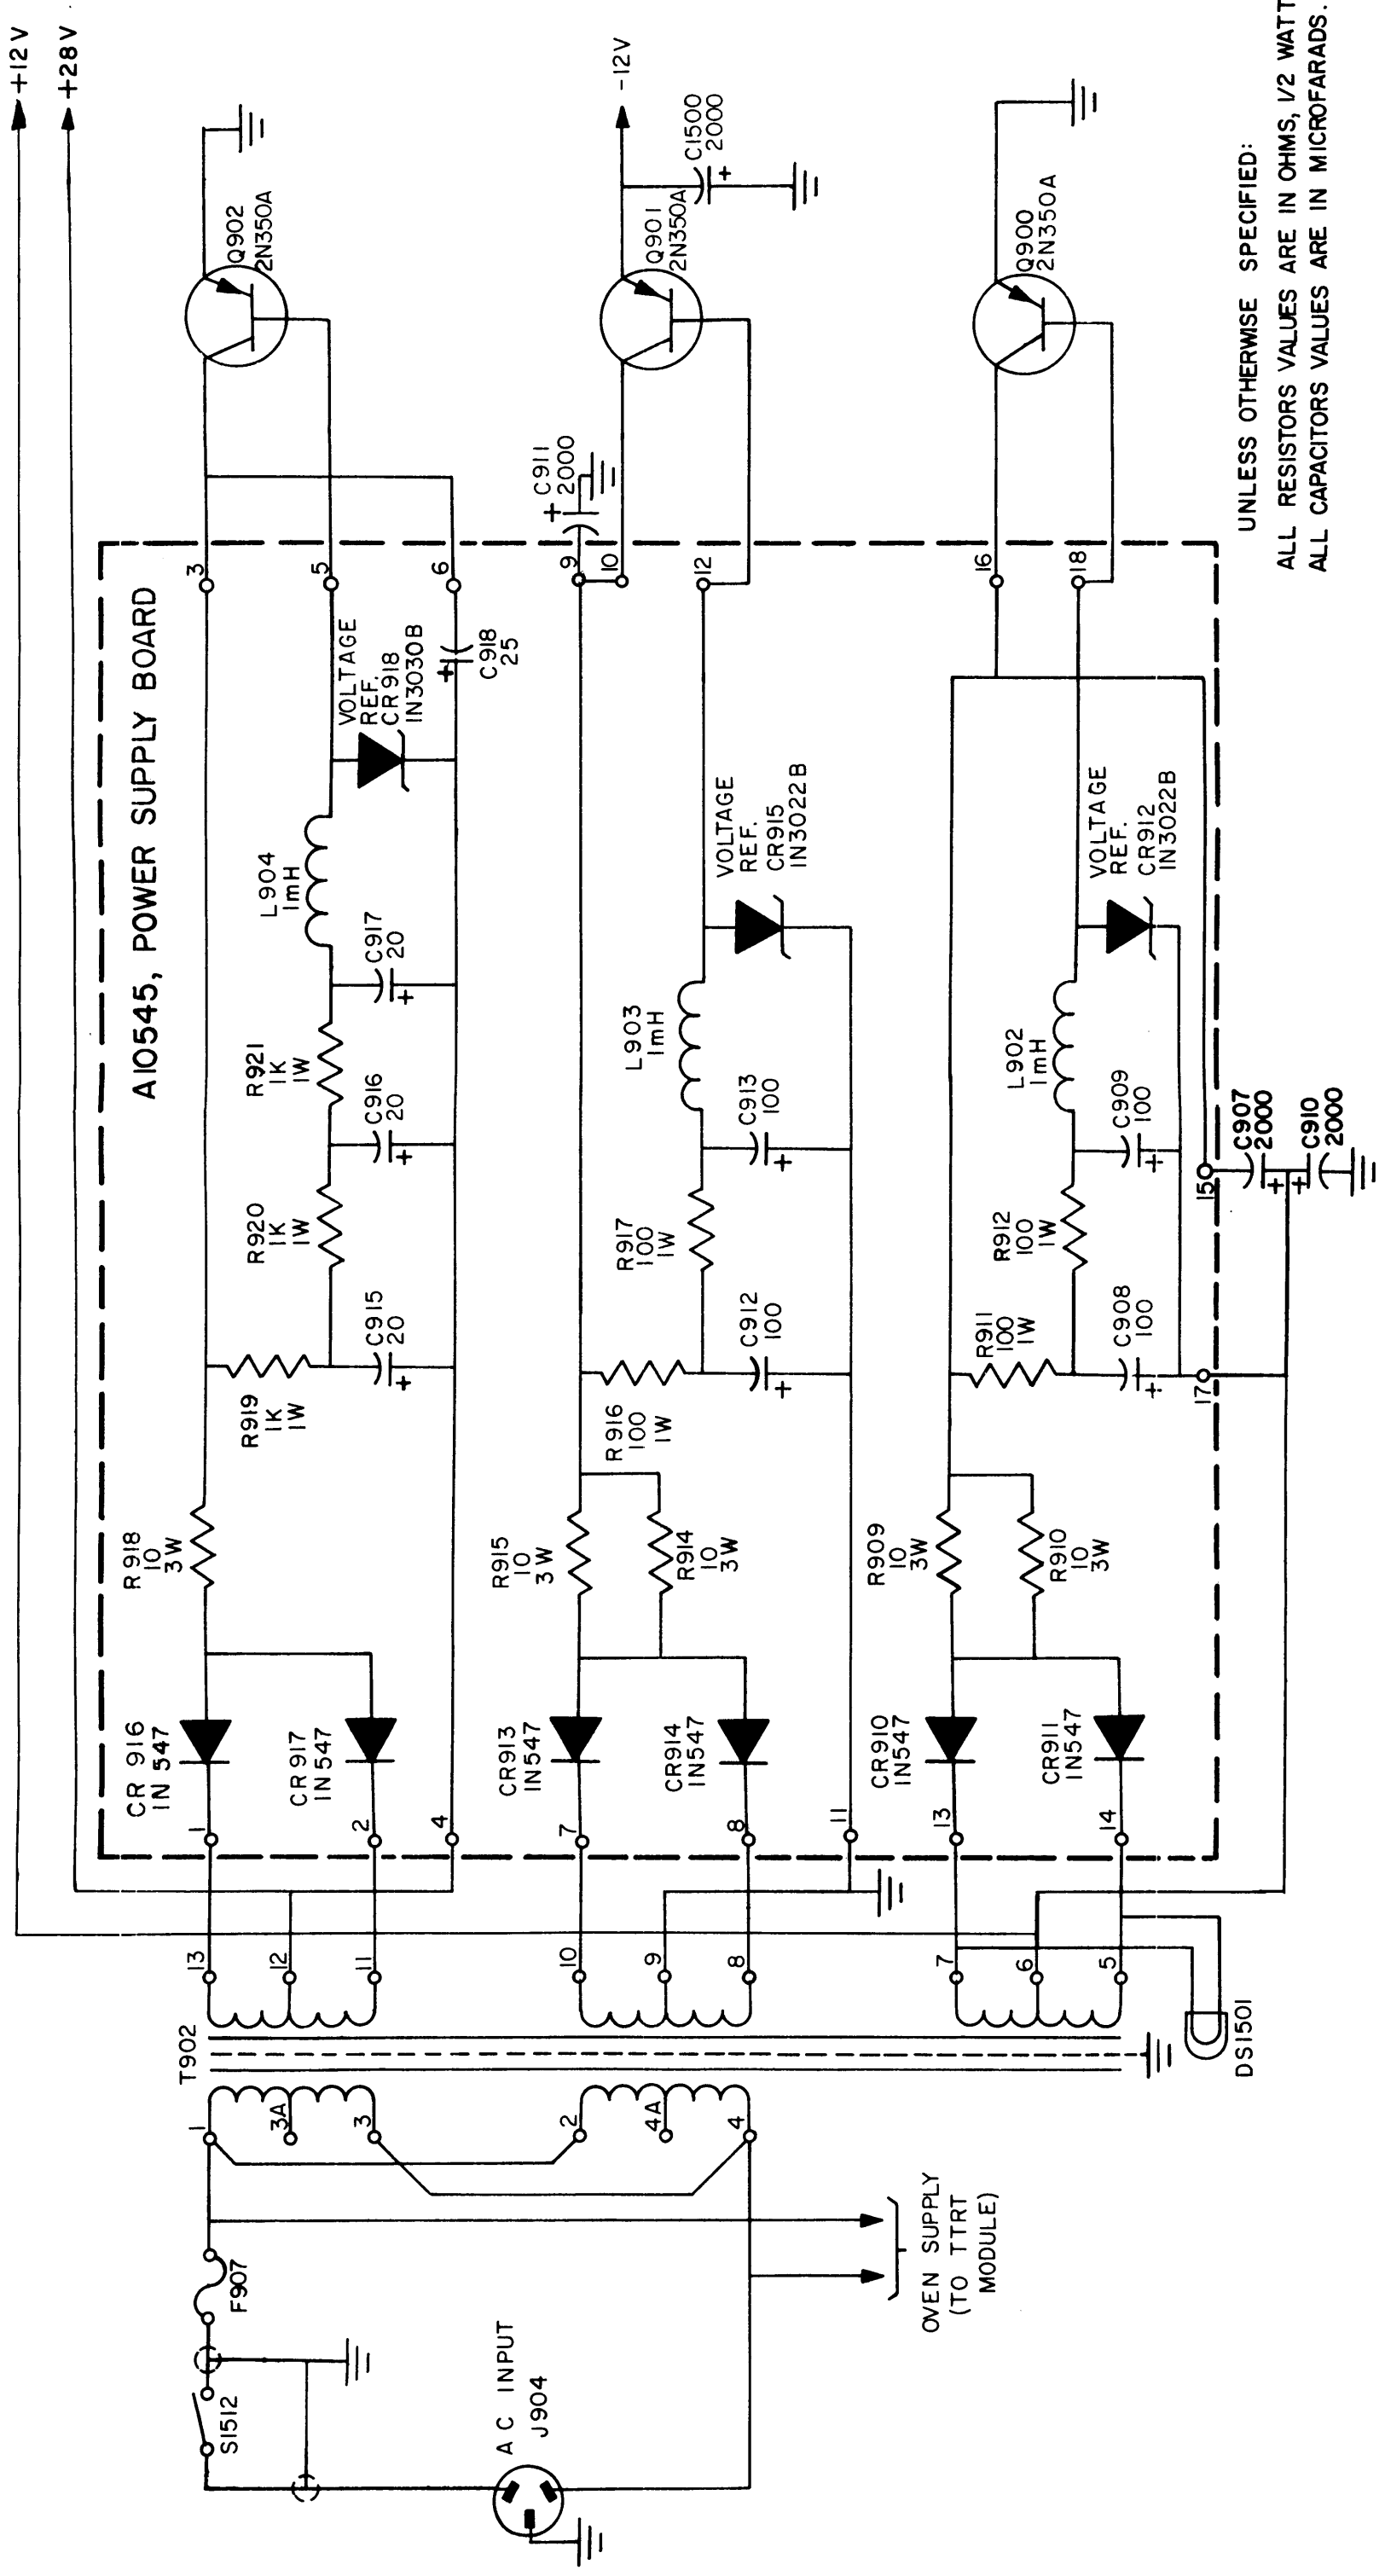 +12V
+28V
A10545, POWER SUPPLY BOARD
Q902
2N350A
-12V
C1500
2000
Q901
2N350A
Q900
2N350A
C911
2000
+
+
3
5
6
9
10
12
16
18
VOLTAGE
REF.
CR918
IN3030B
+
C918
25
L904
1mH
C917
20
+
R921
1K
1W
C916
20
+
R920
1K
1W
C915
20
+
R919
1K
1W
R918
10
3W
CR 916
IN 547
CR 917
IN547
1
2
4
VOLTAGE
REF.
CR915
IN3022B
L903
1mH
C913
100
+
R917
100
1W
C912
100
+
R916
100
1W
R915
10
3W
R914
10
3W
CR913
IN547
CR914
IN547
7
8
11
VOLTAGE
REF.
CR912
IN3022B
L902
1mH
C909
100
+
R912
100
1W
C908
100
+
R911
100
1W
R909
10
3W
R910
10
3W
CR910
IN547
CR911
IN547
13
14
15
17
C907
2000
+
+
C910
2000
13
12
11
10
9
8
7
6
5
T902
DS1501
1
3A
3
2
4A
4
F907
S1512
AC INPUT
J904
OVEN SUPPLY
(TO TTRT
MODULE)
UNLESS OTHERWISE SPECIFIED:
ALL RESISTORS VALUES ARE IN OHMS, 1/2 WATT
ALL CAPACITORS VALUES ARE IN MICROFARADS.